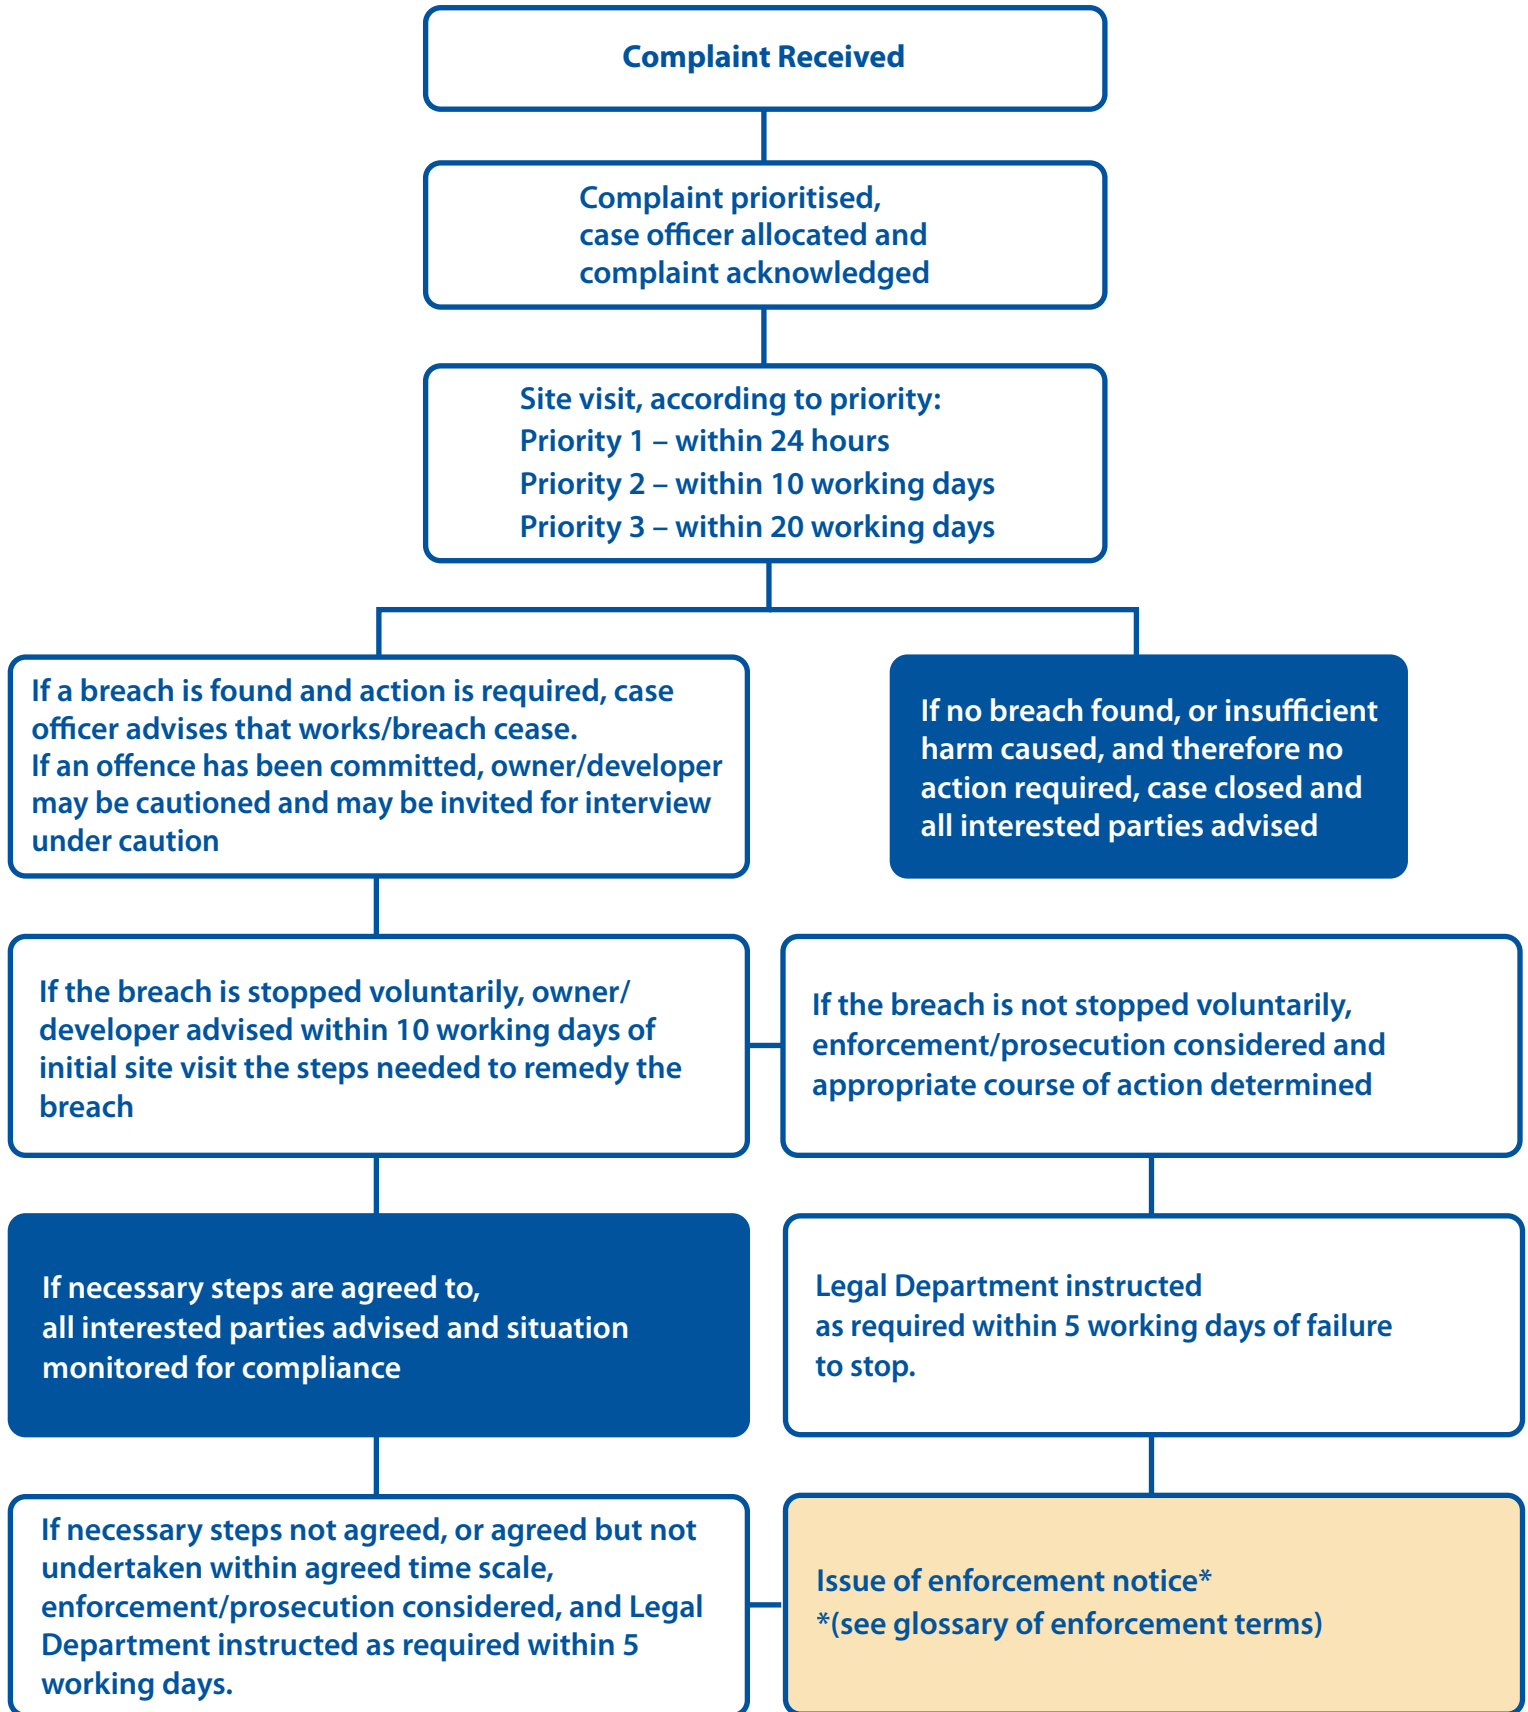 Complaint Received
Complaint prioritised,
case officer allocated and
complaint acknowledged
Site visit, according to priority:
Priority 1 – within 24 hours
Priority 2 – within 10 working days
Priority 3 – within 20 working days
If a breach is found and action is required, case
officer advises that works/breach cease.
If an offence has been committed, owner/developer
may be cautioned and may be invited for interview
under caution
If no breach found, or insufficient
harm caused, and therefore no
action required, case closed and
all interested parties advised
If the breach is stopped voluntarily, owner/
developer advised within 10 working days of
initial site visit the steps needed to remedy the
breach
If the breach is not stopped voluntarily,
enforcement/prosecution considered and
appropriate course of action determined
If necessary steps are agreed to,
all interested parties advised and situation
monitored for compliance
Legal Department instructed
as required within 5 working days of failure
to stop.
If necessary steps not agreed, or agreed but not
undertaken within agreed time scale,
enforcement/prosecution considered, and Legal
Department instructed as required within 5
working days.
Issue of enforcement notice*
*(see glossary of enforcement terms)